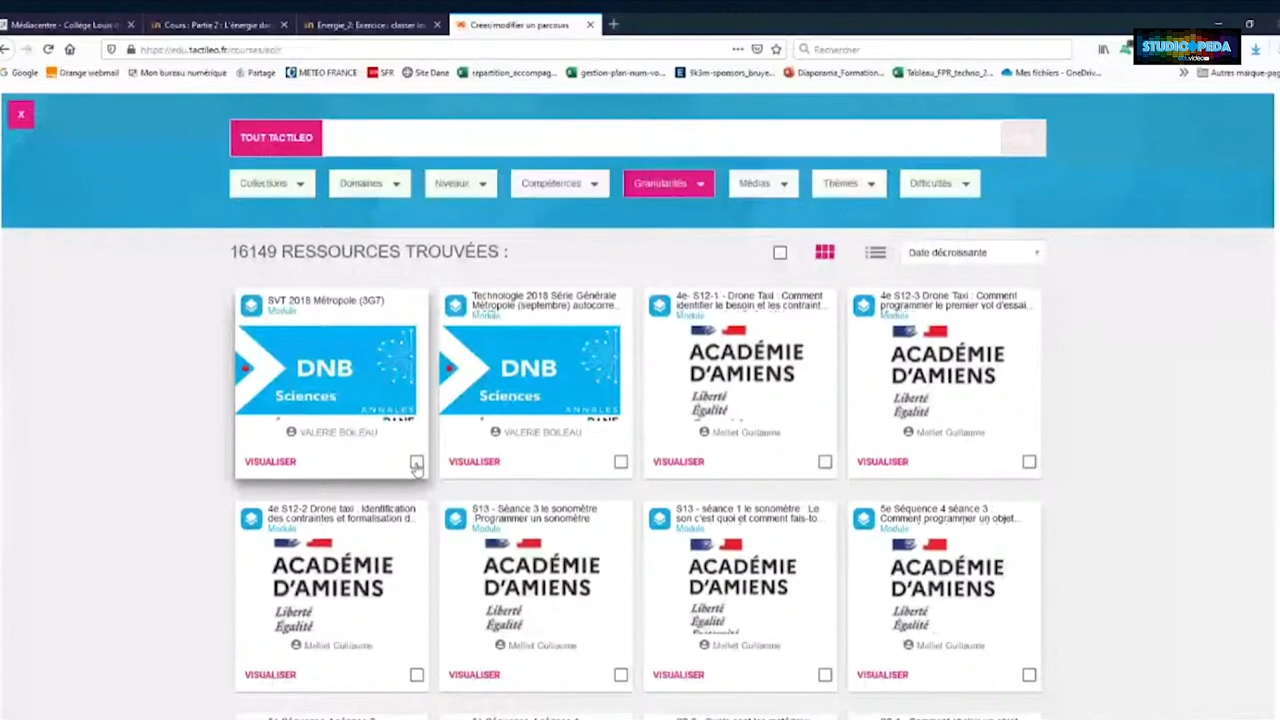 Médiacentre - Collège Louis
Cours : Partie 2 : L'énergie da
Energie_2: Exercice : classer le
Créer/modifier un parcours
https://edu.tactileo.fr/courses/edit
Rechercher
STUDIO PEDA
Google
Orange webmail
Mon bureau numérique
Partage
METEO FRANCE
SFR
Site Dane
repartition_accompag...
gestion-plan-num-vo...
9k3m-sponsors_bruye...
Diaporama_Formation...
Tableau_FPR_techno_2...
Mes fichiers - OneDriv...
Autres marque-pag
X
TOUT TACTILEO
Collections
Domaines
Niveaux
Compétences
Granularités
Médias
Thèmes
Difficultés
16149 RESSOURCES TROUVÉES :
Date décroissante
SVT 2018 Métropole (3G7)
Module
DNB
Sciences
ANNALES
VALERIE BOILEAU
VISUALISER
Technologie 2018 Série Générale
Métropole (septembre) autocorre...
Module
DNB
Sciences
ANNALES
VALERIE BOILEAU
VISUALISER
4e- S12-1 - Drone Taxi : Comment
identifier le besoin et les contraint...
Module
ACADÉMIE
D'AMIENS
Liberté
Égalité
Melliet Guillaume
VISUALISER
4e S12-3 Drone Taxi : Comment
programmer le premier vol d'essai...
Module
ACADÉMIE
D'AMIENS
Liberté
Égalité
Melliet Guillaume
VISUALISER
4e S12-2 Drone taxi : Identification
des contraintes et formalisation d...
Module
ACADÉMIE
D'AMIENS
Liberté
Égalité
Melliet Guillaume
VISUALISER
S13 - Séance 3 le sonomètre
Programmer un sonomètre
Module
ACADÉMIE
D'AMIENS
Liberté
Égalité
Melliet Guillaume
VISUALISER
S13 - séance 1 le sonomètre : Le
son c'est quoi et comment fais-to...
Module
ACADÉMIE
D'AMIENS
Liberté
Égalité
Melliet Guillaume
VISUALISER
5e Séquence 4 séance 3
Comment programmer un objet...
Module
ACADÉMIE
D'AMIENS
Liberté
Égalité
Melliet Guillaume
VISUALISER